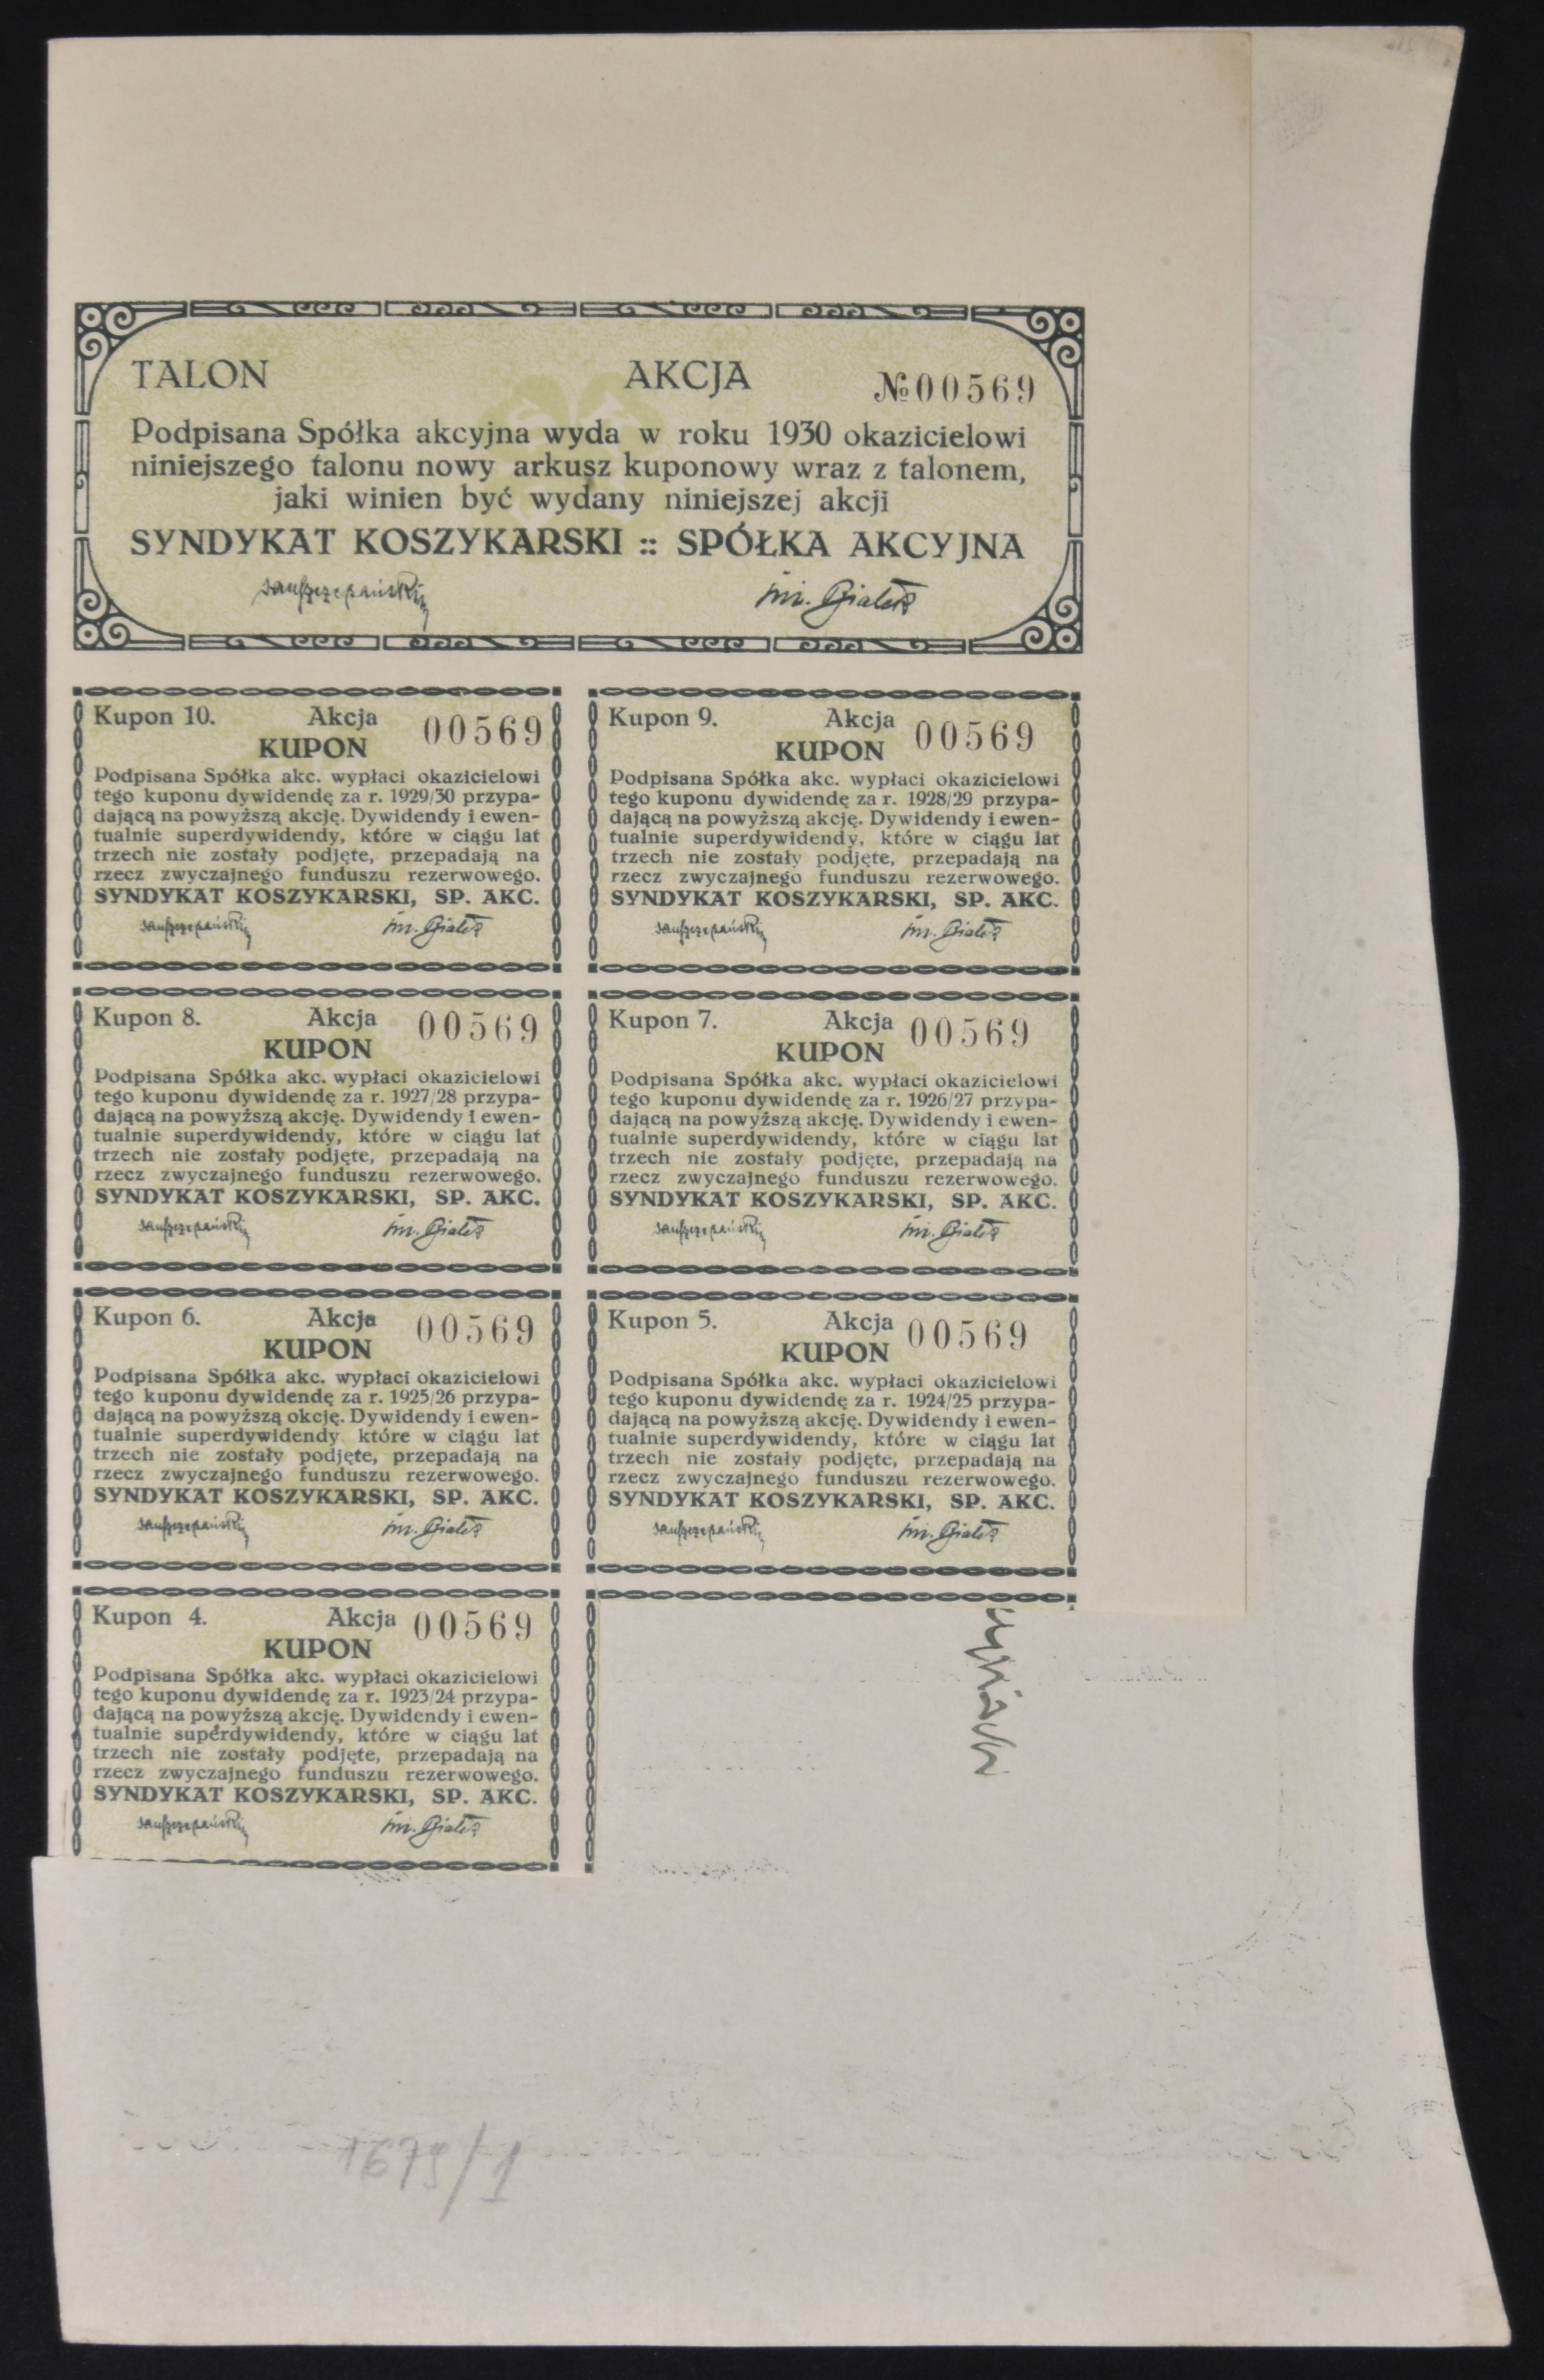 TALON AKCJA №00569
Podpisana Spółka akcyjna wyda w roku 1930 okazicielowi
niniejszego talonu nowy arkusz kuponowy wraz z talonem,
jaki winien być wydany niniejszej akcji
SYNDYKAT KOSZYKARSKI :: SPÓŁKA AKCYJNA
Kupon 10. Akcja 00569
KUPON
Podpisana Spółka akc. wypłaci okazicielowi
tego kuponu dywidendę za r. 1929/30 przypa-
dającą na powyższą akcję. Dywidendy i ewen-
tualnie superdywidendy, które w ciągu lat
trzech nie zostały podjęte, przepadają na
rzecz zwyczajnego funduszu rezerwowego.
SYNDYKAT KOSZYKARSKI, SP. AKC.
Kupon 9. Akcja 00569
KUPON
Podpisana Spółka akc. wypłaci okazicielowi
tego kuponu dywidendę za r. 1928/29 przypa-
dającą na powyższą akcję. Dywidendy i ewen-
tualnie superdywidendy, które w ciągu lat
trzech nie zostały podjęte, przepadają na
rzecz zwyczajnego funduszu rezerwowego.
SYNDYKAT KOSZYKARSKI, SP. AKC.
Kupon 8. Akcja 00569
KUPON
Podpisana Spółka akc. wypłaci okazicielowi
tego kuponu dywidendę za r. 1927/28 przypa-
dającą na powyższą akcję. Dywidendy i ewen-
tualnie superdywidendy, które w ciągu lat
trzech nie zostały podjęte, przepadają na
rzecz zwyczajnego funduszu rezerwowego.
SYNDYKAT KOSZYKARSKI, SP. AKC.
Kupon 7. Akcja 00569
KUPON
Podpisana Spółka akc. wypłaci okazicielowi
tego kuponu dywidendę za r. 1926/27 przypa-
dającą na powyższą akcję. Dywidendy i ewen-
tualnie superdywidendy, które w ciągu lat
trzech nie zostały podjęte, przepadają na
rzecz zwyczajnego funduszu rezerwowego.
SYNDYKAT KOSZYKARSKI, SP. AKC.
Kupon 6. Akcja 00569
KUPON
Podpisana Spółka akc. wypłaci okazicielowi
tego kuponu dywidendę za r. 1925/26 przypa-
dającą na powyższą okcję. Dywidendy i ewen-
tualnie superdywidendy które w ciągu lat
trzech nie zostały podjęte, przepadają na
rzecz zwyczajnego funduszu rezerwowego.
SYNDYKAT KOSZYKARSKI, SP. AKC.
Kupon 5. Akcja 00569
KUPON
Podpisana Spółka akc. wypłaci okazicielowi
tego kuponu dywidendę za r. 1924/25 przypa-
dającą na powyższą akcję. Dywidendy i ewen-
tualnie superdywidendy, które w ciągu lat
trzech nie zostały podjęte, przepadają na
rzecz zwyczajnego funduszu rezerwowego.
SYNDYKAT KOSZYKARSKI, SP. AKC.
Kupon 4. Akcja 00569
KUPON
Podpisana Spółka akc. wypłaci okazicielowi
tego kuponu dywidendę za r. 1923/24 przypa-
dającą na powyższą akcję. Dywidendy i ewen-
tualnie superdywidendy, które w ciągu lat
trzech nie zostały podjęte, przepadają na
rzecz zwyczajnego funduszu rezerwowego.
SYNDYKAT KOSZYKARSKI, SP. AKC.